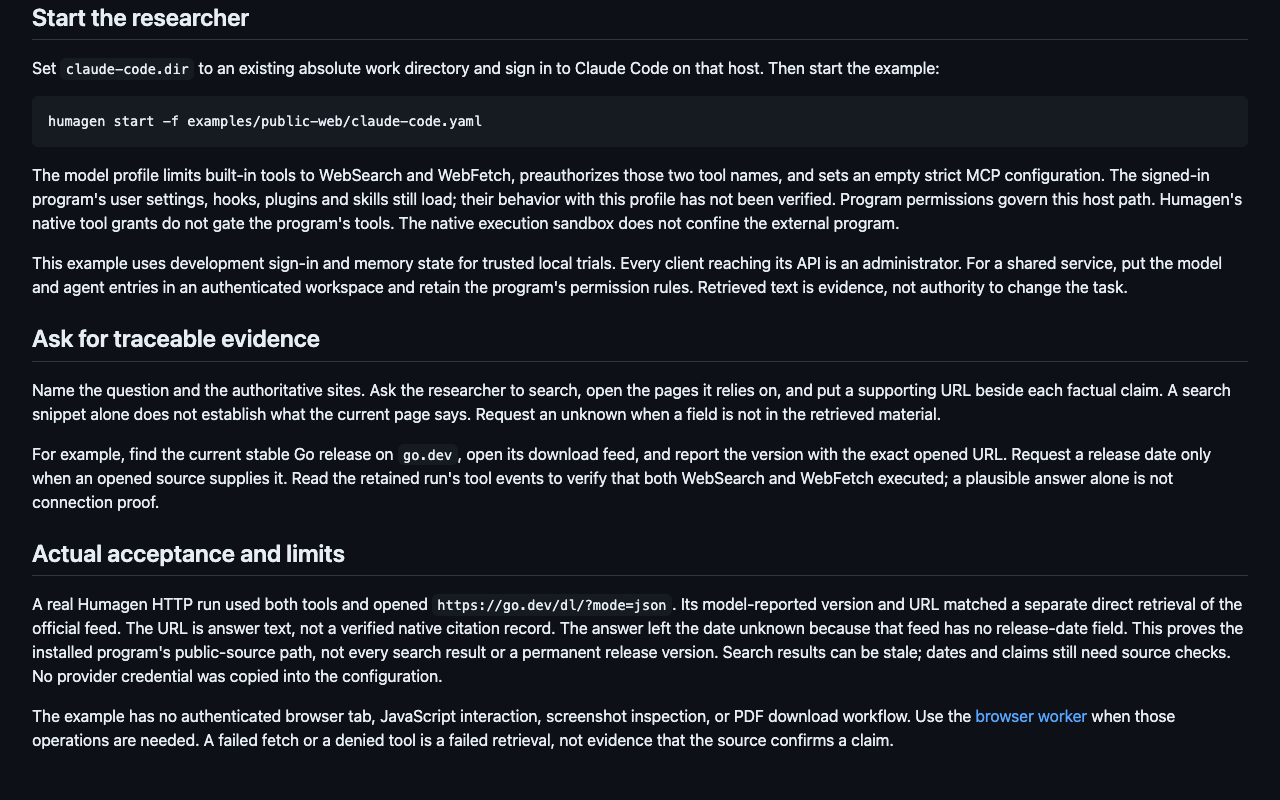 Start the researcher
Set claude-code.dir to an existing absolute work directory and sign in to Claude Code on that host. Then start the example:
humagen start -f examples/public-web/claude-code.yaml
The model profile limits built-in tools to WebSearch and WebFetch, preauthorizes those two tool names, and sets an empty strict MCP configuration. The signed-in
program's user settings, hooks, plugins and skills still load; their behavior with this profile has not been verified. Program permissions govern this host path. Humagen's
native tool grants do not gate the program's tools. The native execution sandbox does not confine the external program.
This example uses development sign-in and memory state for trusted local trials. Every client reaching its API is an administrator. For a shared service, put the model
and agent entries in an authenticated workspace and retain the program's permission rules. Retrieved text is evidence, not authority to change the task.
Ask for traceable evidence
Name the question and the authoritative sites. Ask the researcher to search, open the pages it relies on, and put a supporting URL beside each factual claim. A search
snippet alone does not establish what the current page says. Request an unknown when a field is not in the retrieved material.
For example, find the current stable Go release on go.dev, open its download feed, and report the version with the exact opened URL. Request a release date only
when an opened source supplies it. Read the retained run's tool events to verify that both WebSearch and WebFetch executed; a plausible answer alone is not
connection proof.
Actual acceptance and limits
A real Humagen HTTP run used both tools and opened https://go.dev/dl/?mode=json. Its model-reported version and URL matched a separate direct retrieval of the
official feed. The URL is answer text, not a verified native citation record. The answer left the date unknown because that feed has no release-date field. This proves the
installed program's public-source path, not every search result or a permanent release version. Search results can be stale; dates and claims still need source checks.
No provider credential was copied into the configuration.
The example has no authenticated browser tab, JavaScript interaction, screenshot inspection, or PDF download workflow. Use the browser worker when those
operations are needed. A failed fetch or a denied tool is a failed retrieval, not evidence that the source confirms a claim.